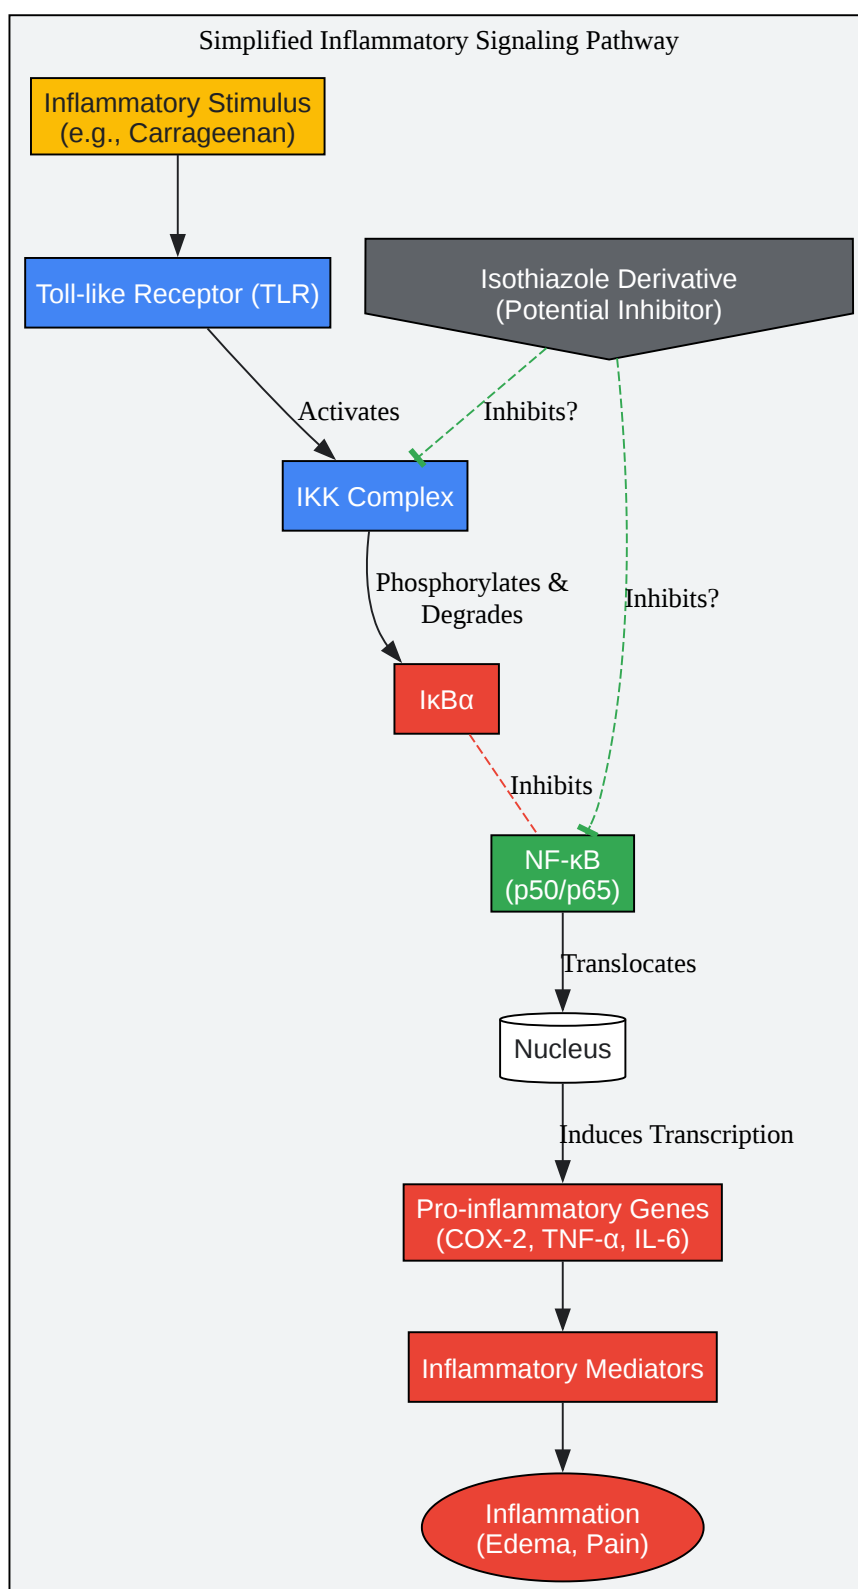 Simplified Inflammatory Signaling Pathway
Inflammatory Stimulus
(e.g., Carrageenan)
Toll-like Receptor (TLR)
Isothiazole Derivative
(Potential Inhibitor)
Activates
Inhibits?
IKK Complex
Phosphorylates &
Degrades
Inhibits?
IκBα
Inhibits
NF-κB
(p50/p65)
Translocates
Nucleus
Induces Transcription
Pro-inflammatory Genes
(COX-2, TNF-α, IL-6)
Inflammatory Mediators
Inflammation
(Edema, Pain)